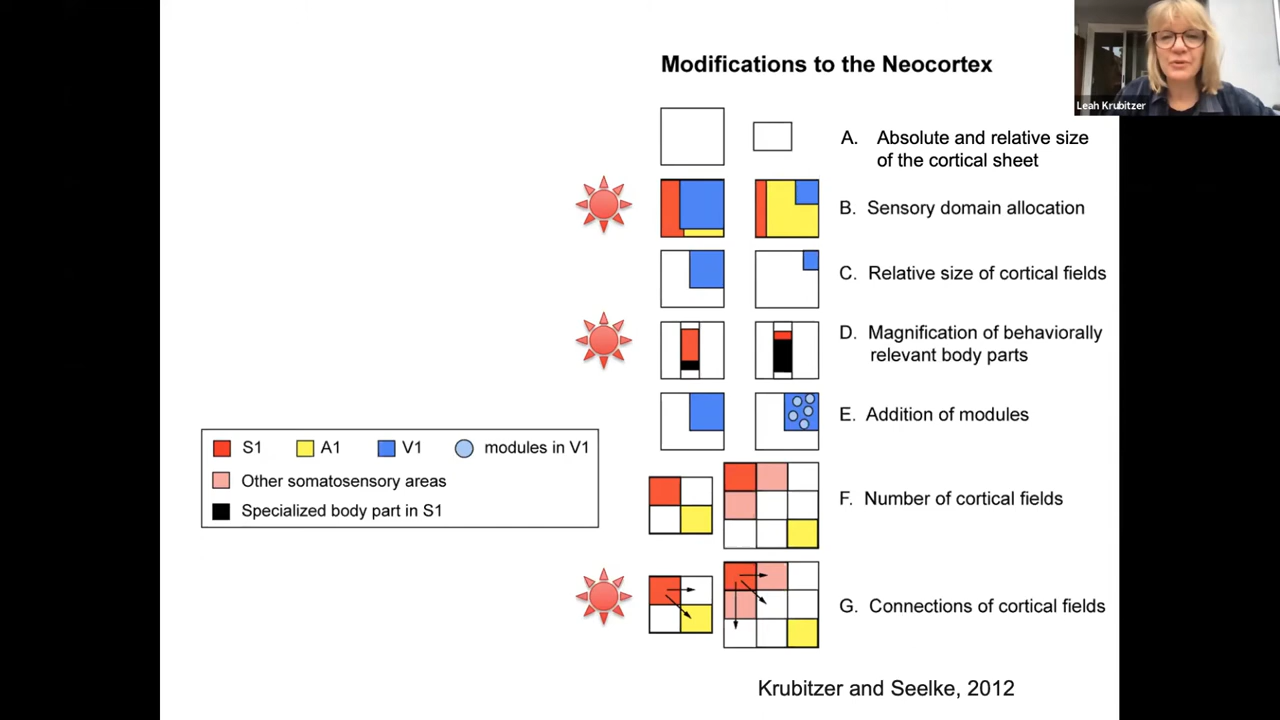 Modifications to the Neocortex
Leah Krubitzer
A. Absolute and relative size
of the cortical sheet
B. Sensory domain allocation
C. Relative size of cortical fields
D. Magnification of behaviorally
relevant body parts
E. Addition of modules
S1 A1 V1 modules in V1
Other somatosensory areas
Specialized body part in S1
F. Number of cortical fields
G. Connections of cortical fields
Krubitzer and Seelke, 2012